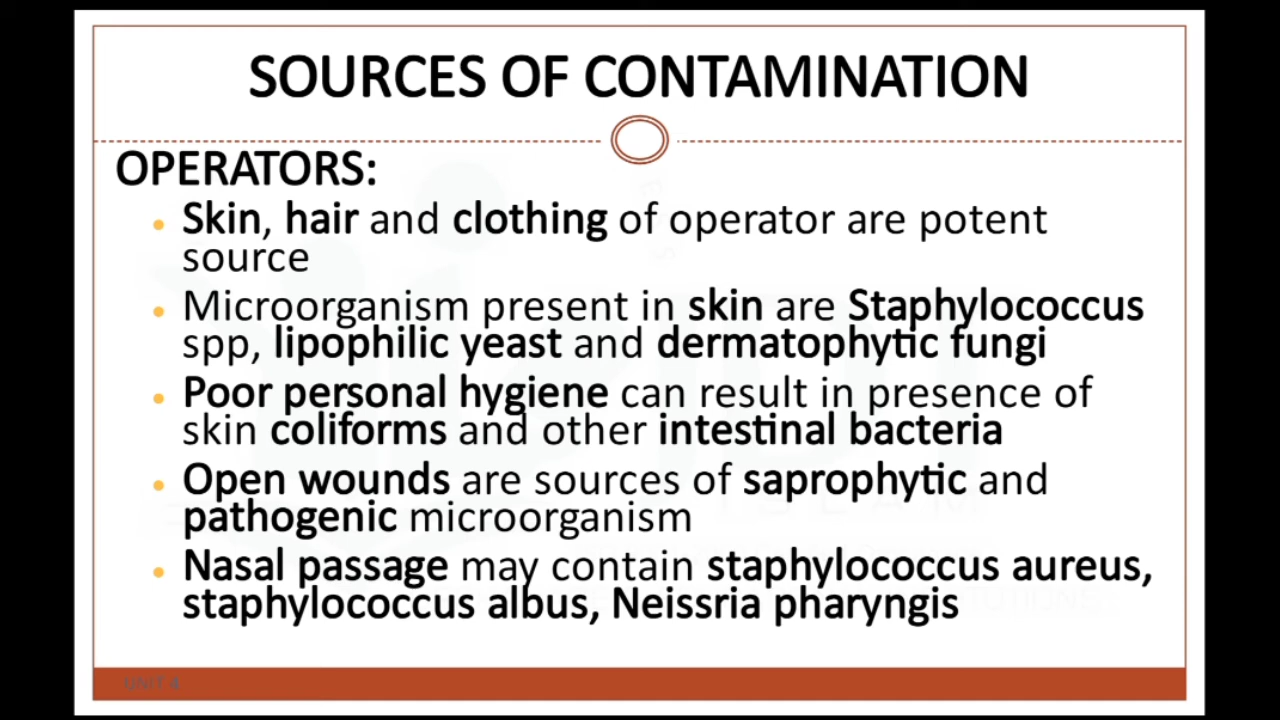 SOURCES OF CONTAMINATION
OPERATORS:
• Skin, hair and clothing of operator are potent
source
• Microorganism present in skin are Staphylococcus
spp, lipophilic yeast and dermatophytic fungi
• Poor personal hygiene can result in presence of
skin coliforms and other intestinal bacteria
• Open wounds are sources of saprophytic and
pathogenic microorganism
• Nasal passage may contain staphylococcus aureus,
staphylococcus albus, Neissria pharyngis
UNIT 4